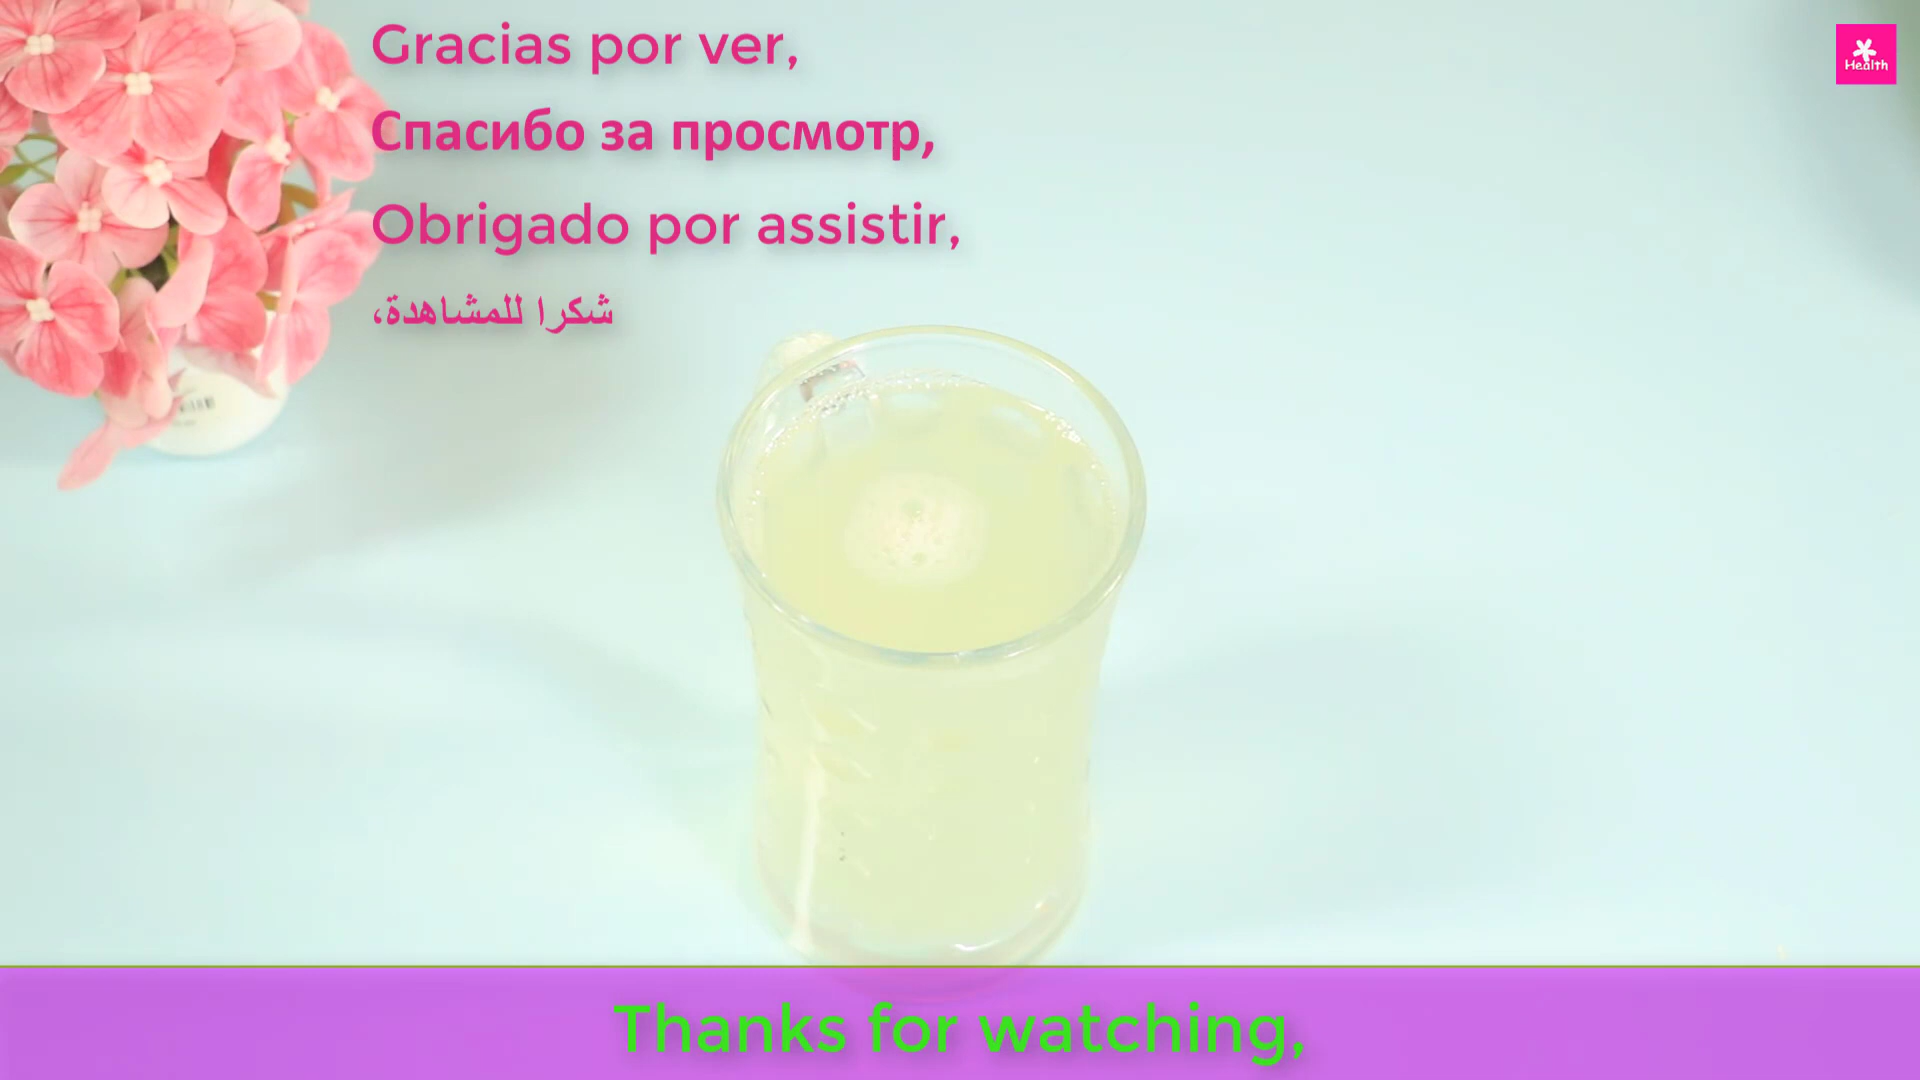 Gracias por ver,
Health
Спасибо за просмотр,
Obrigado por assistir,
شكرا للمشاهدة،
Thanks for watching,